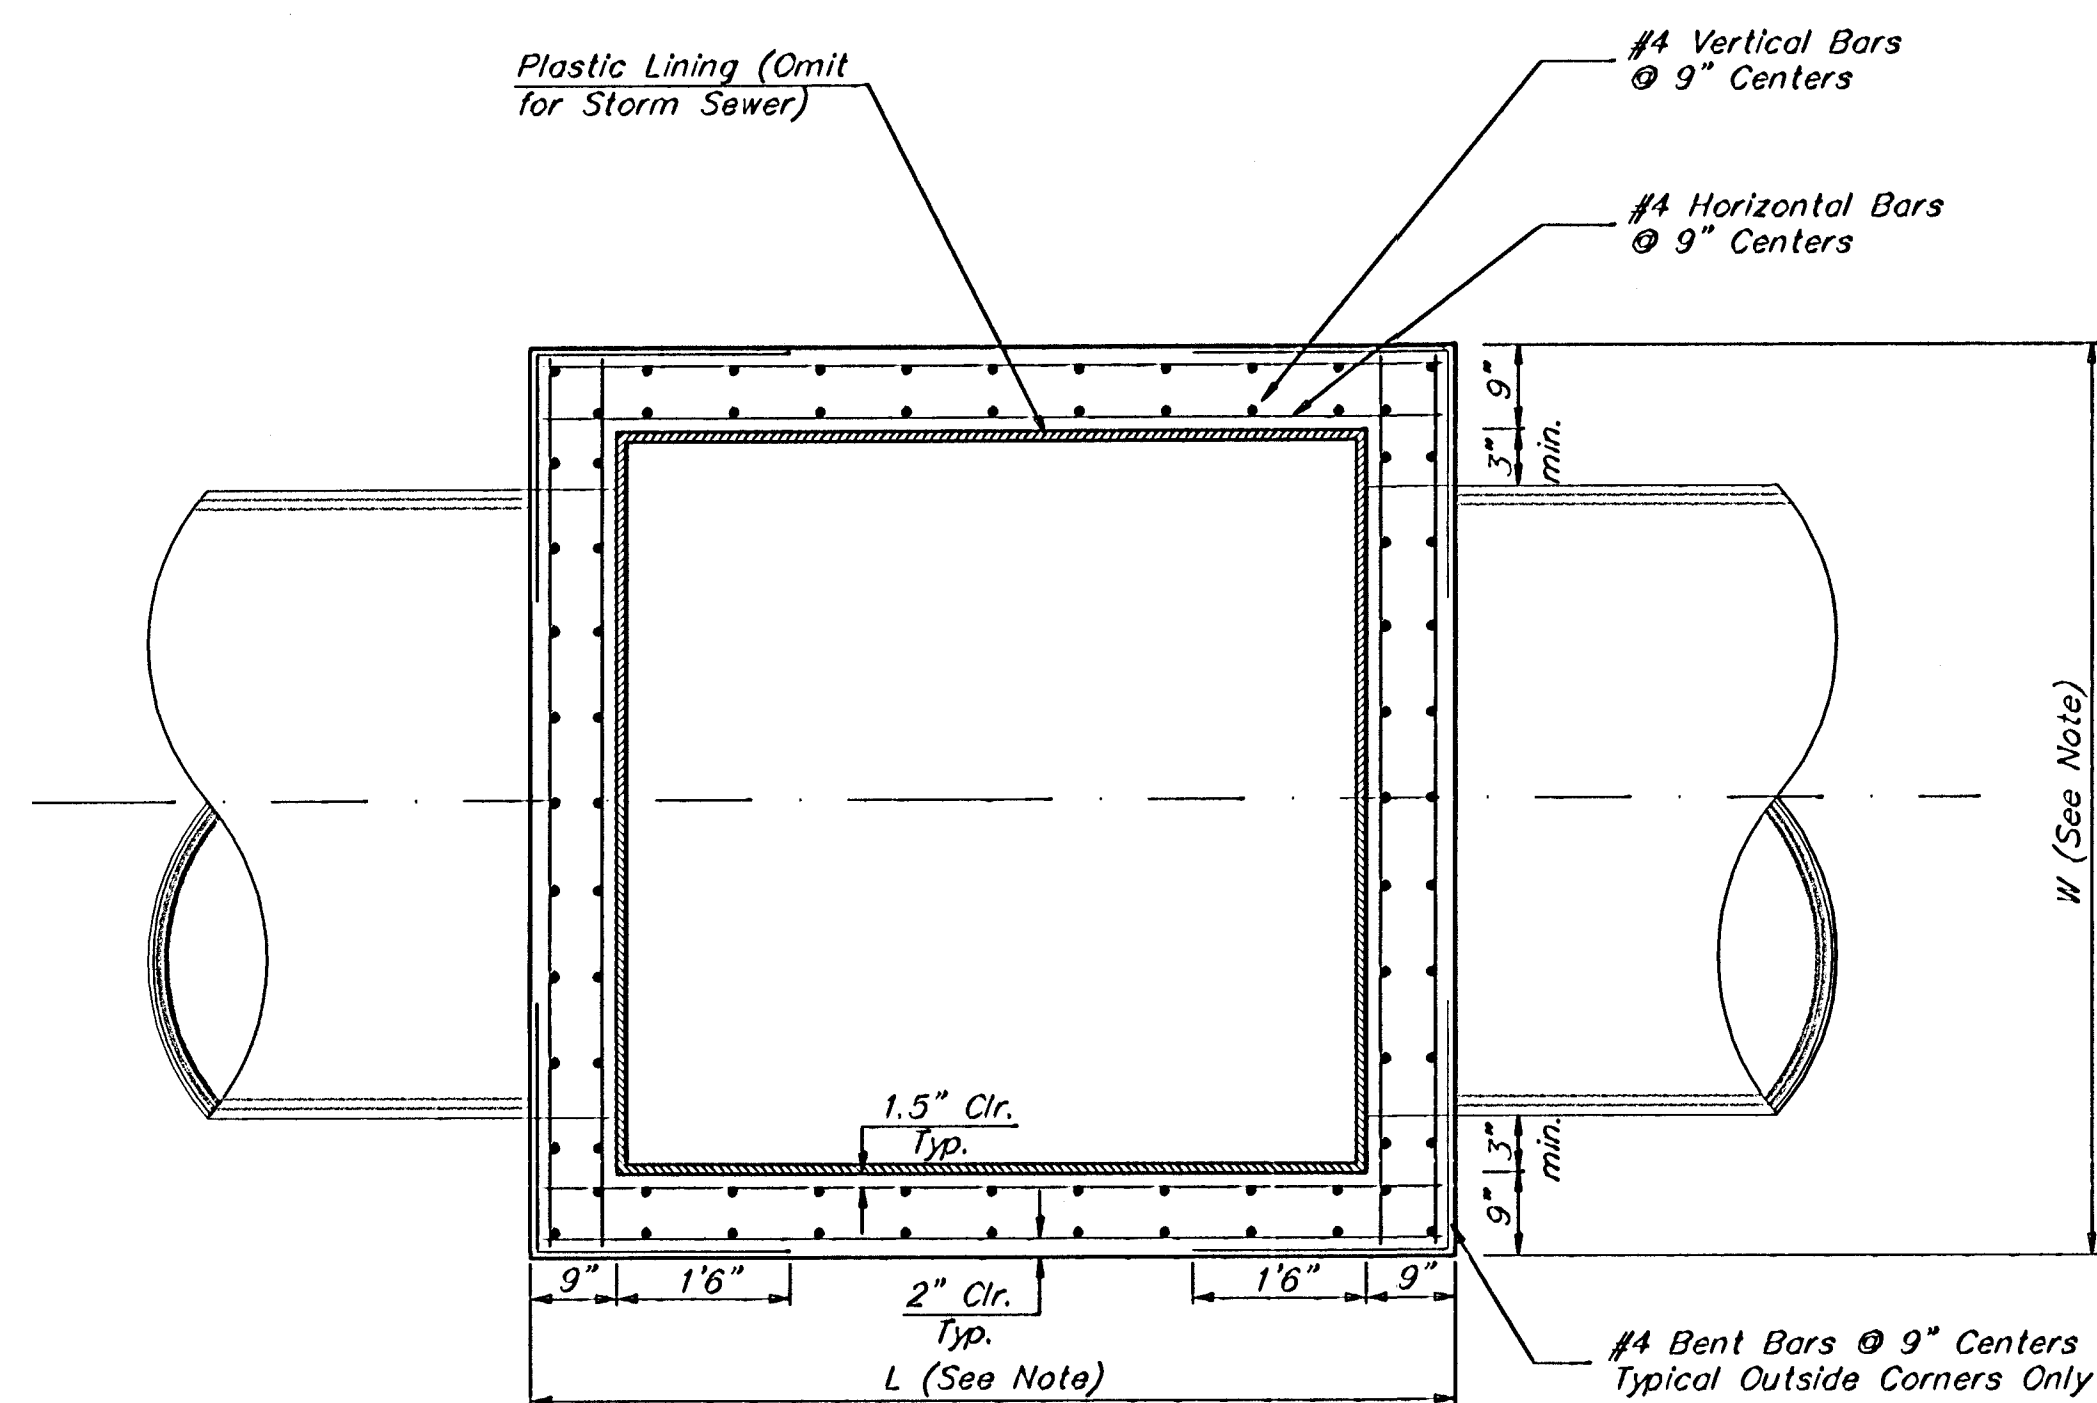 Plastic Lining (Omit
for Storm Sewer)
#4 Vertical Bars
@ 9" Centers
#4 Horizontal Bars
@ 9" Centers
9"
3"
min.
W (See Note)
1.5" Clr.
Typ.
3"
min.
9"
9"
1'6"
2" Clr.
Typ.
1'6"
9"
L (See Note)
#4 Bent Bars @ 9" Centers
Typical Outside Corners Only